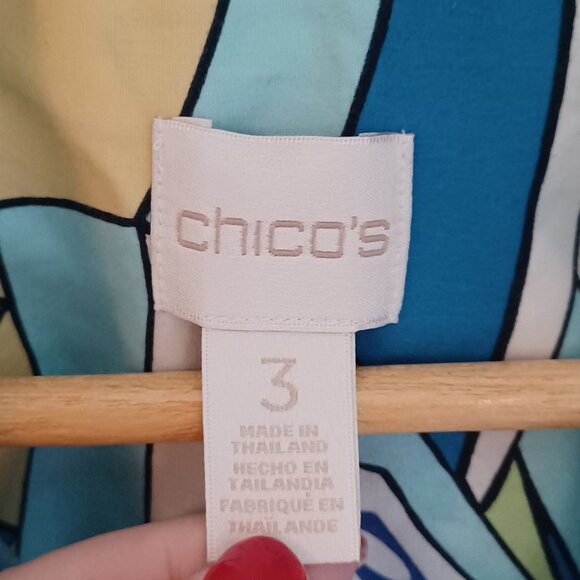 chico's
3
MADE IN
THAILAND
HECHO EN
TAILANDIA
FABRIQUÉ EN
THAÏLANDE